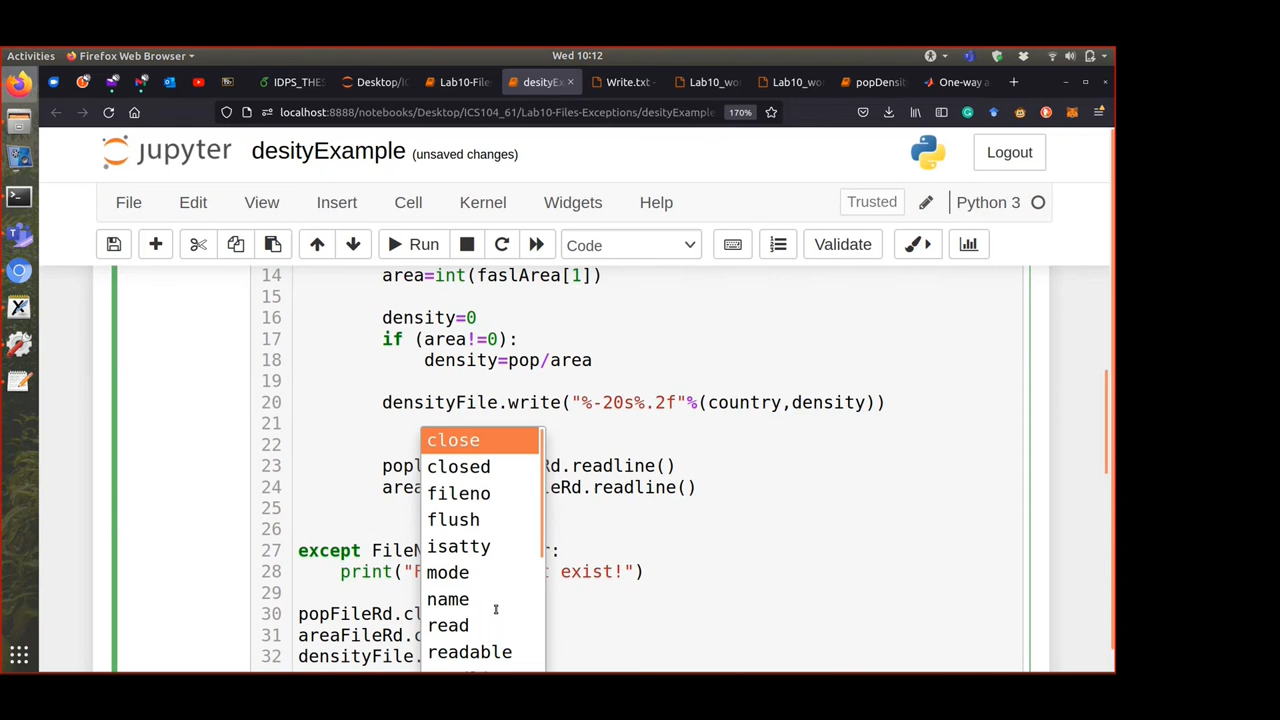 Activities Firefox Web Browser Wed 10:12
IDPS_THES Desktop/IC Lab10-File desityEx Write.txt - Lab10_wo Lab10_wo popDensit One-way a
localhost:8888/notebooks/Desktop/ICS104_61/Lab10-Files-Exceptions/desityExample 170%
jupyter desityExample (unsaved changes) Logout
File Edit View Insert Cell Kernel Widgets Help Trusted Python 3
Run Code Validate
14 area=int(faslArea[1])
15
16 density=0
17 if (area!=0):
18 density=pop/area
19
20 densityFile.write("%-20s%.2f"%(country,density))
21
22
23 popl Rd.readline()
24 area leRd.readline()
25
26
27 except FileN r:
28 print("F t exist!")
29
30 popFileRd.cl
31 areaFileRd.c
32 densityFile.
close
closed
fileno
flush
isatty
mode
name
read
readable